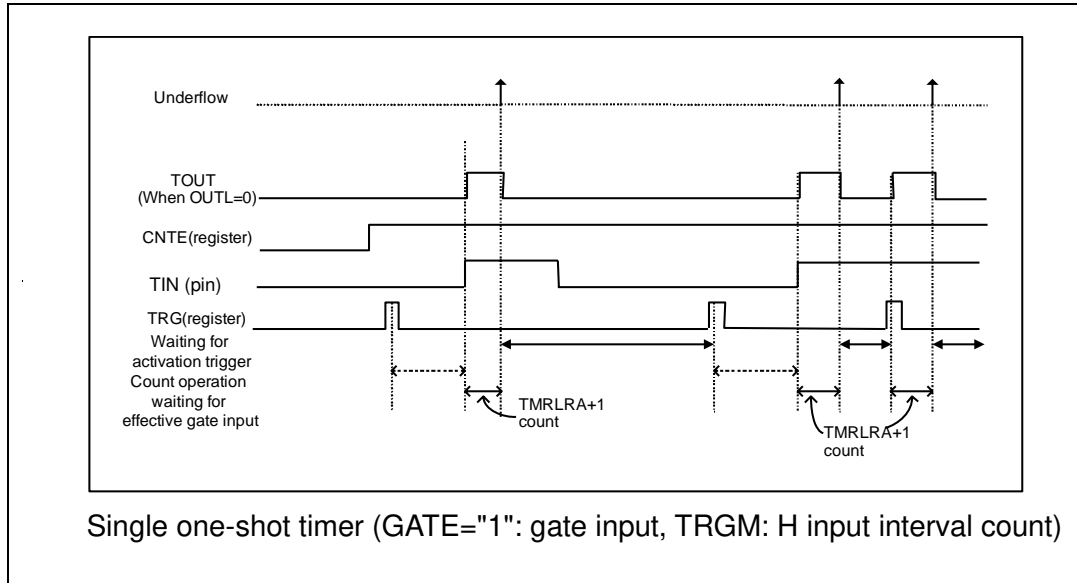 Underflow
TOUT
(When OUTL=0)
CNTE(register)
TIN (pin)
TRG(register)
Waiting for
activation trigger
Count operation
waiting for
effective gate input
TMRLRA+1
count
TMRLRA+1
count
Single one-shot timer (GATE="1": gate input, TRGM: H input interval count)